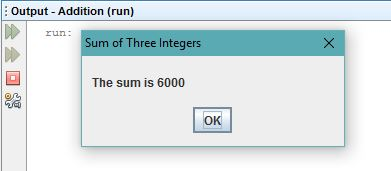 Output - Addition (run)
run:
Sum of Three Integers
The sum is 6000
OK